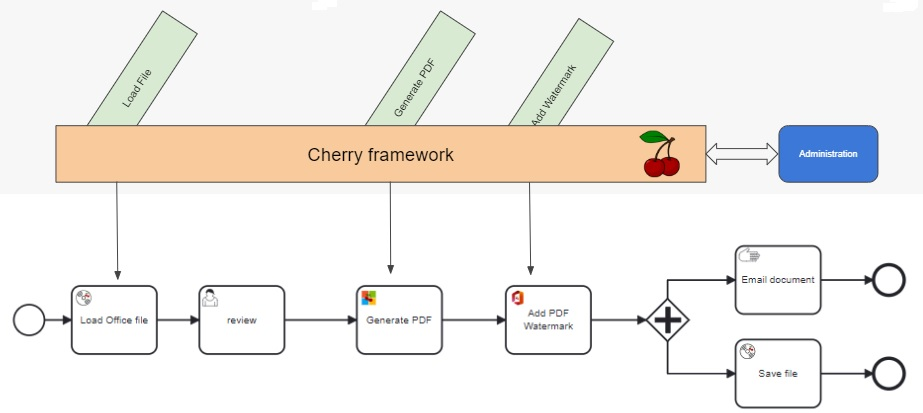 Load File
Generate PDF
Add Watermark
Cherry framework
Administration
Load Office file
review
Generate PDF
Add PDF
Watermark
Email document
Save file